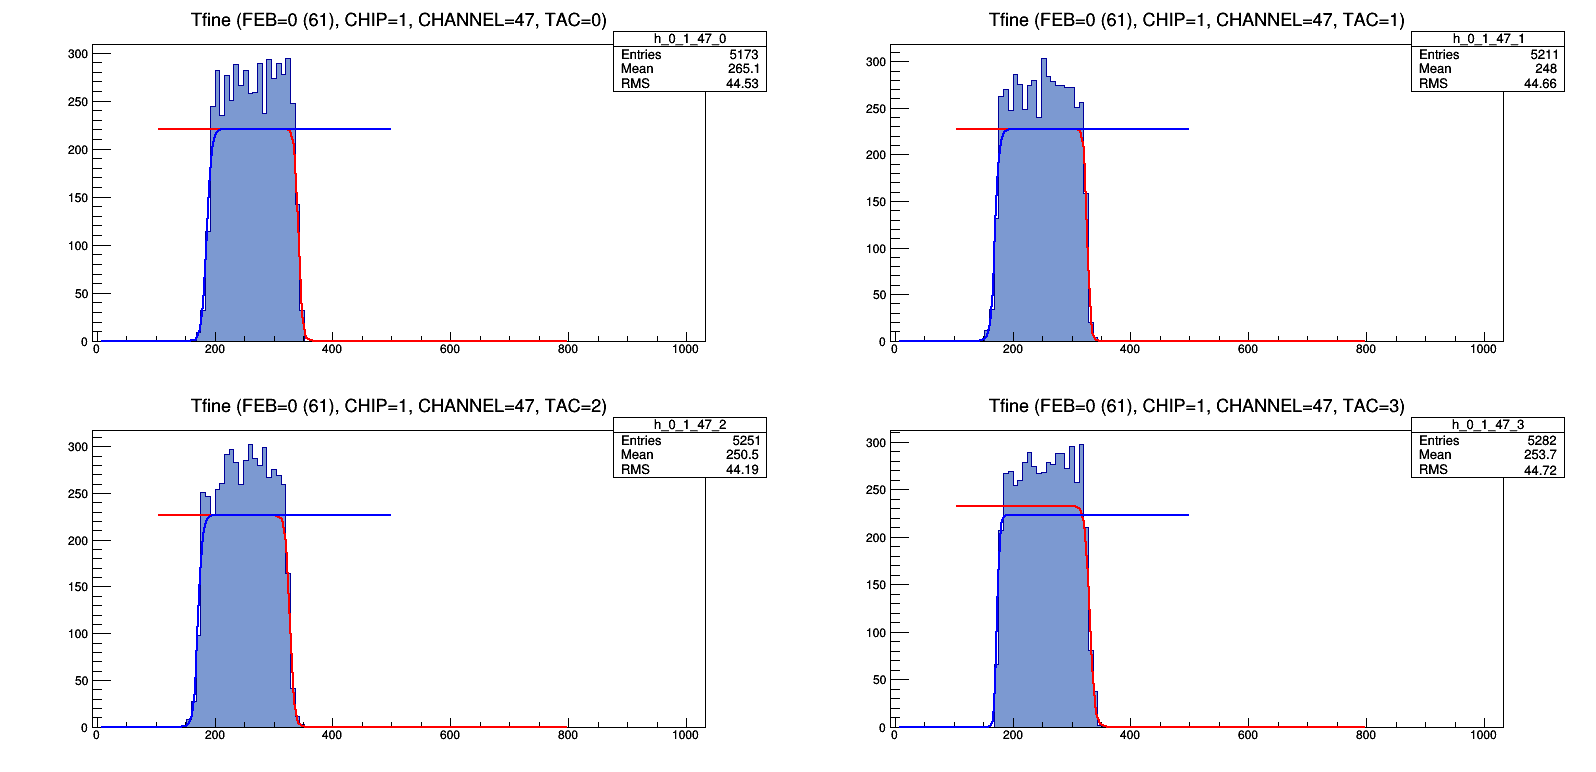 Tfine (FEB=0 (61), CHIP=1, CHANNEL=47, TAC=0)
h_0_1_47_0
Entries 5173
Mean 265.1
RMS 44.53
300
250
200
150
100
50
0
0 200 400 600 800 1000
Tfine (FEB=0 (61), CHIP=1, CHANNEL=47, TAC=1)
h_0_1_47_1
Entries 5211
Mean 248
RMS 44.66
300
250
200
150
100
50
0
0 200 400 600 800 1000
Tfine (FEB=0 (61), CHIP=1, CHANNEL=47, TAC=2)
h_0_1_47_2
Entries 5251
Mean 250.5
RMS 44.19
300
250
200
150
100
50
0
0 200 400 600 800 1000
Tfine (FEB=0 (61), CHIP=1, CHANNEL=47, TAC=3)
h_0_1_47_3
Entries 5282
Mean 253.7
RMS 44.72
300
250
200
150
100
50
0
0 200 400 600 800 1000